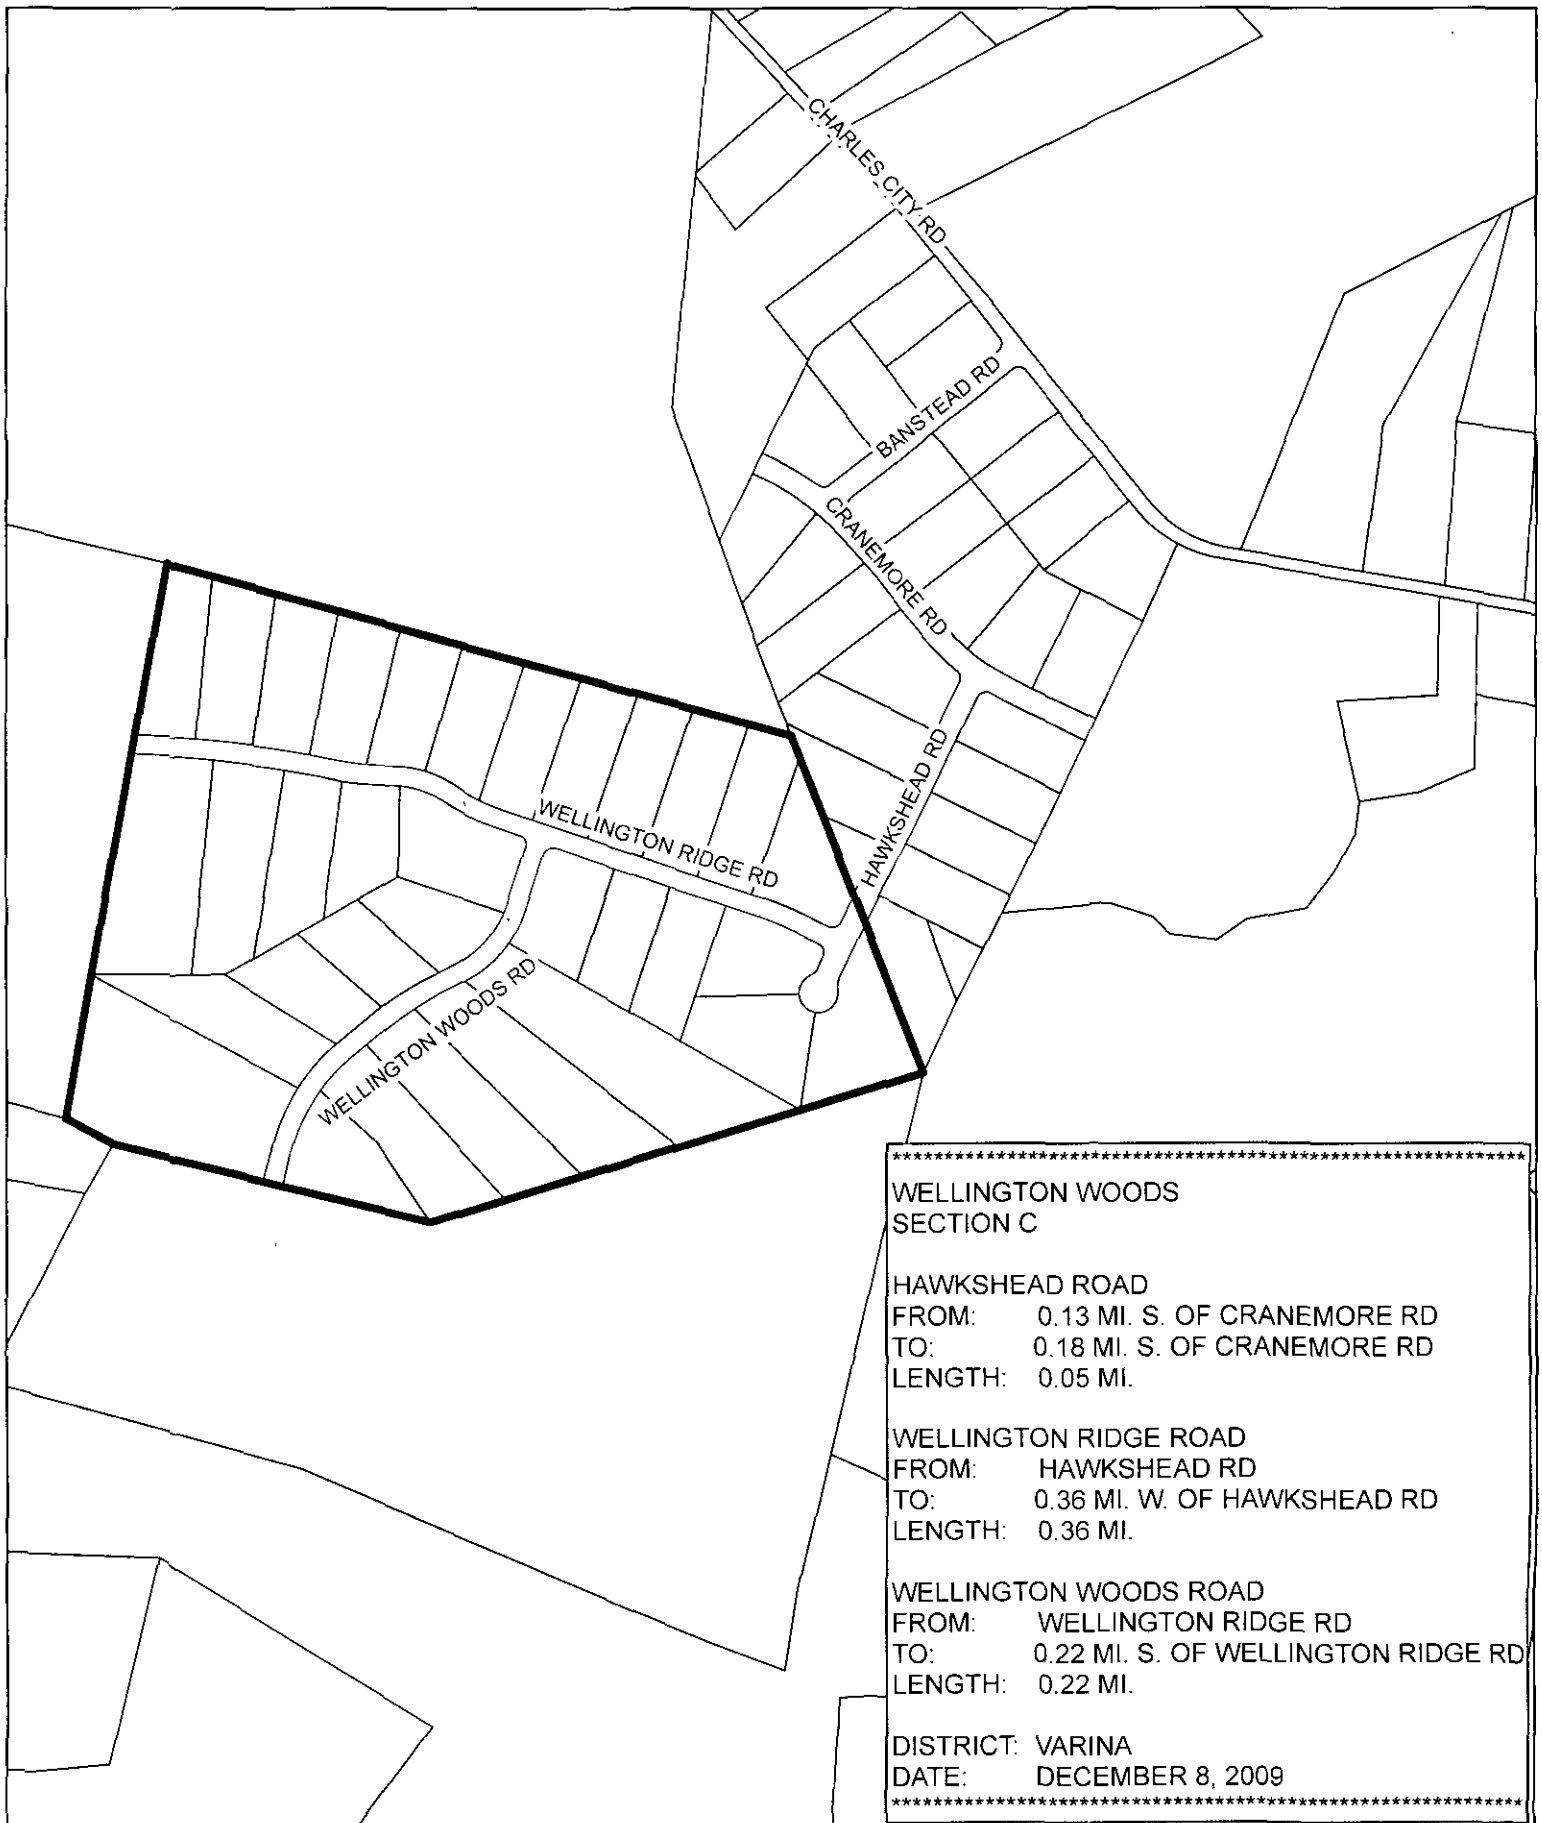 CHARLES CITY RD
BANSTEAD RD
CRANEMORE RD
HAWKSHEAD RD
WELLINGTON RIDGE RD
WELLINGTON WOODS RD
WELLINGTON WOODS
SECTION C
HAWKSHEAD ROAD
FROM: 0.13 MI. S. OF CRANEMORE RD
TO: 0.18 MI. S. OF CRANEMORE RD
LENGTH: 0.05 MI.
WELLINGTON RIDGE ROAD
FROM: HAWKSHEAD RD
TO: 0.36 MI. W. OF HAWKSHEAD RD
LENGTH: 0.36 MI.
WELLINGTON WOODS ROAD
FROM: WELLINGTON RIDGE RD
TO: 0.22 MI. S. OF WELLINGTON RIDGE RD
LENGTH: 0.22 MI.
DISTRICT: VARINA
DATE: DECEMBER 8, 2009